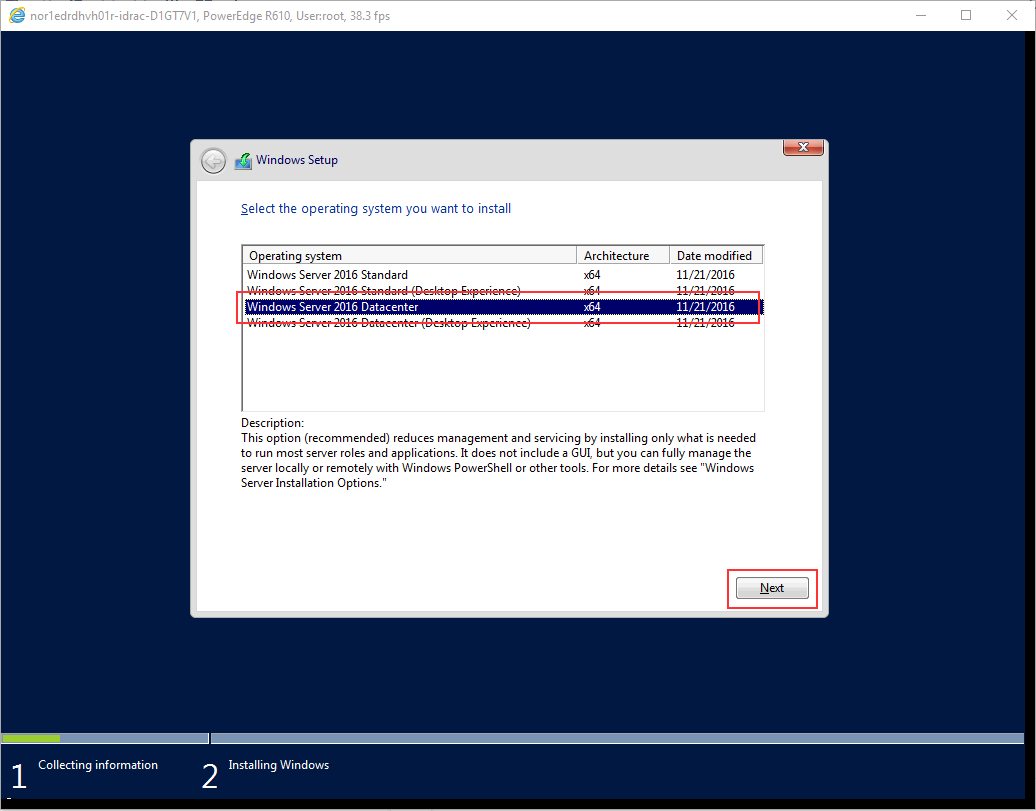 nor1edrdhvh01r-idrac-D1GT7V1, PowerEdge R610, User:root, 38.3 fps
Windows Setup
Select the operating system you want to install
Operating system Architecture Date modified
Windows Server 2016 Standard x64 11/21/2016
Windows Server 2016 Standard (Desktop Experience) x64 11/21/2016
Windows Server 2016 Datacenter x64 11/21/2016
Windows Server 2016 Datacenter (Desktop Experience) x64 11/21/2016
Description:
This option (recommended) reduces management and servicing by installing only what is needed
to run most server roles and applications. It does not include a GUI, but you can fully manage the
server locally or remotely with Windows PowerShell or other tools. For more details see "Windows
Server Installation Options."
Next
1 Collecting information 2 Installing Windows